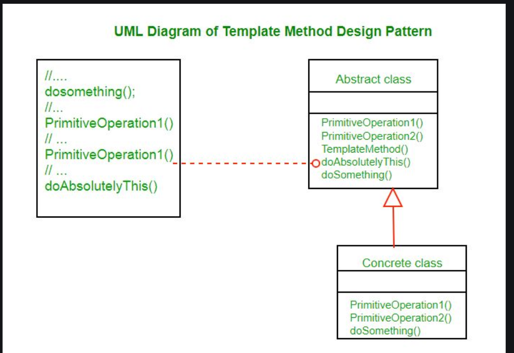 UML Diagram of Template Method Design Pattern
//....
dosomething();
//...
PrimitiveOperation1()
// ...
PrimitiveOperation1()
// ...
doAbsolutelyThis()
Abstract class
PrimitiveOperation1()
PrimitiveOperation2()
TemplateMethod()
doAbsolutelyThis()
doSomething()
Concrete class
PrimitiveOperation1()
PrimitiveOperation2()
doSomething()